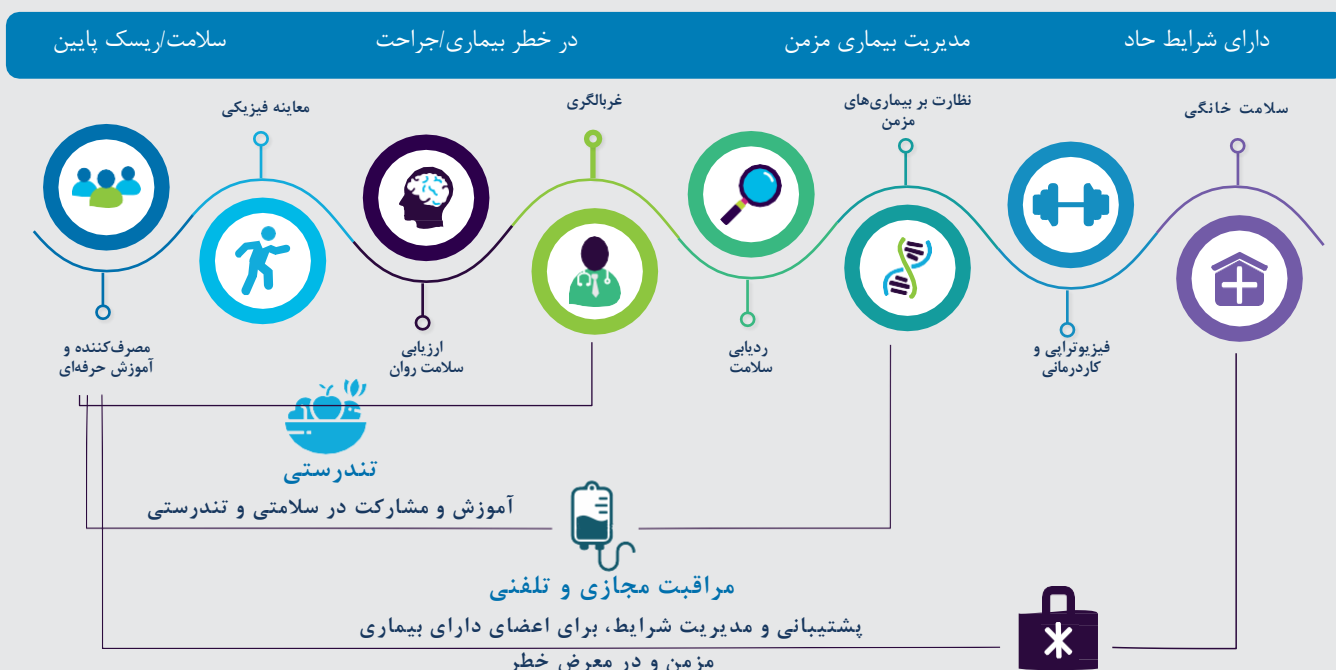 دارای شرایط حاد
مدیریت بیماری مزمن
در خطر بیماری/جراحت
سلامت/ریسک پایین
سلامت خانگی
نظارت بر بیماری‌های
مزمن
غربالگری
معاینه فیزیکی
فیزیوتراپی و
کاردرمانی
ردیابی
سلامت
ارزیابی
سلامت روان
مصرف‌کننده و
آموزش حرفه‌ای
تندرستی
آموزش و مشارکت در سلامتی و تندرستی
مراقبت مجازی و تلفنی
پشتیبانی و مدیریت شرایط، برای اعضای دارای بیماری
مزمن و در معرض خطر